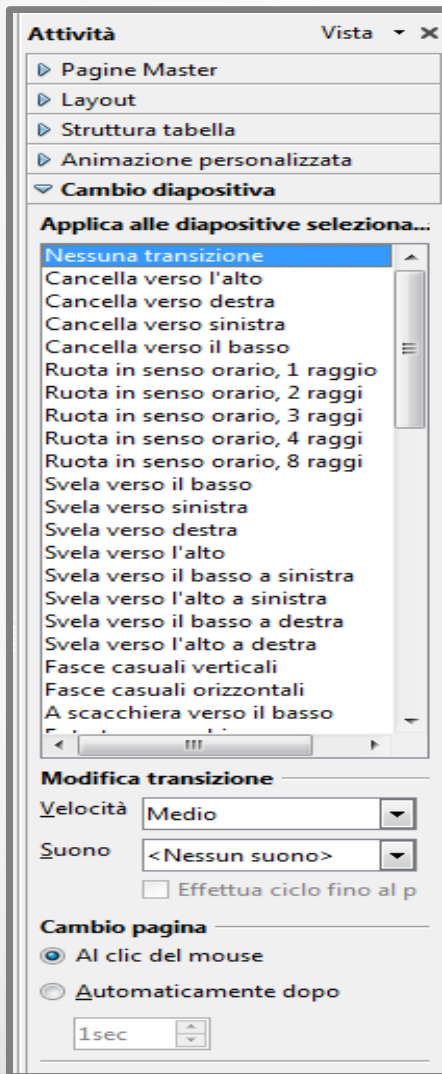 Attività Vista
Pagine Master
Layout
Struttura tabella
Animazione personalizzata
Cambio diapositiva
Applica alle diapositive seleziona...
Nessuna transizione
Cancella verso l'alto
Cancella verso destra
Cancella verso sinistra
Cancella verso il basso
Ruota in senso orario, 1 raggio
Ruota in senso orario, 2 raggi
Ruota in senso orario, 3 raggi
Ruota in senso orario, 4 raggi
Ruota in senso orario, 8 raggi
Svela verso il basso
Svela verso sinistra
Svela verso destra
Svela verso l'alto
Svela verso il basso a sinistra
Svela verso l'alto a sinistra
Svela verso il basso a destra
Svela verso l'alto a destra
Fasce casuali verticali
Fasce casuali orizzontali
A scacchiera verso il basso
Modifica transizione
Velocità Medio
Suono <Nessun suono>
Effettua ciclo fino al p
Cambio pagina
Al clic del mouse
Automaticamente dopo
1sec